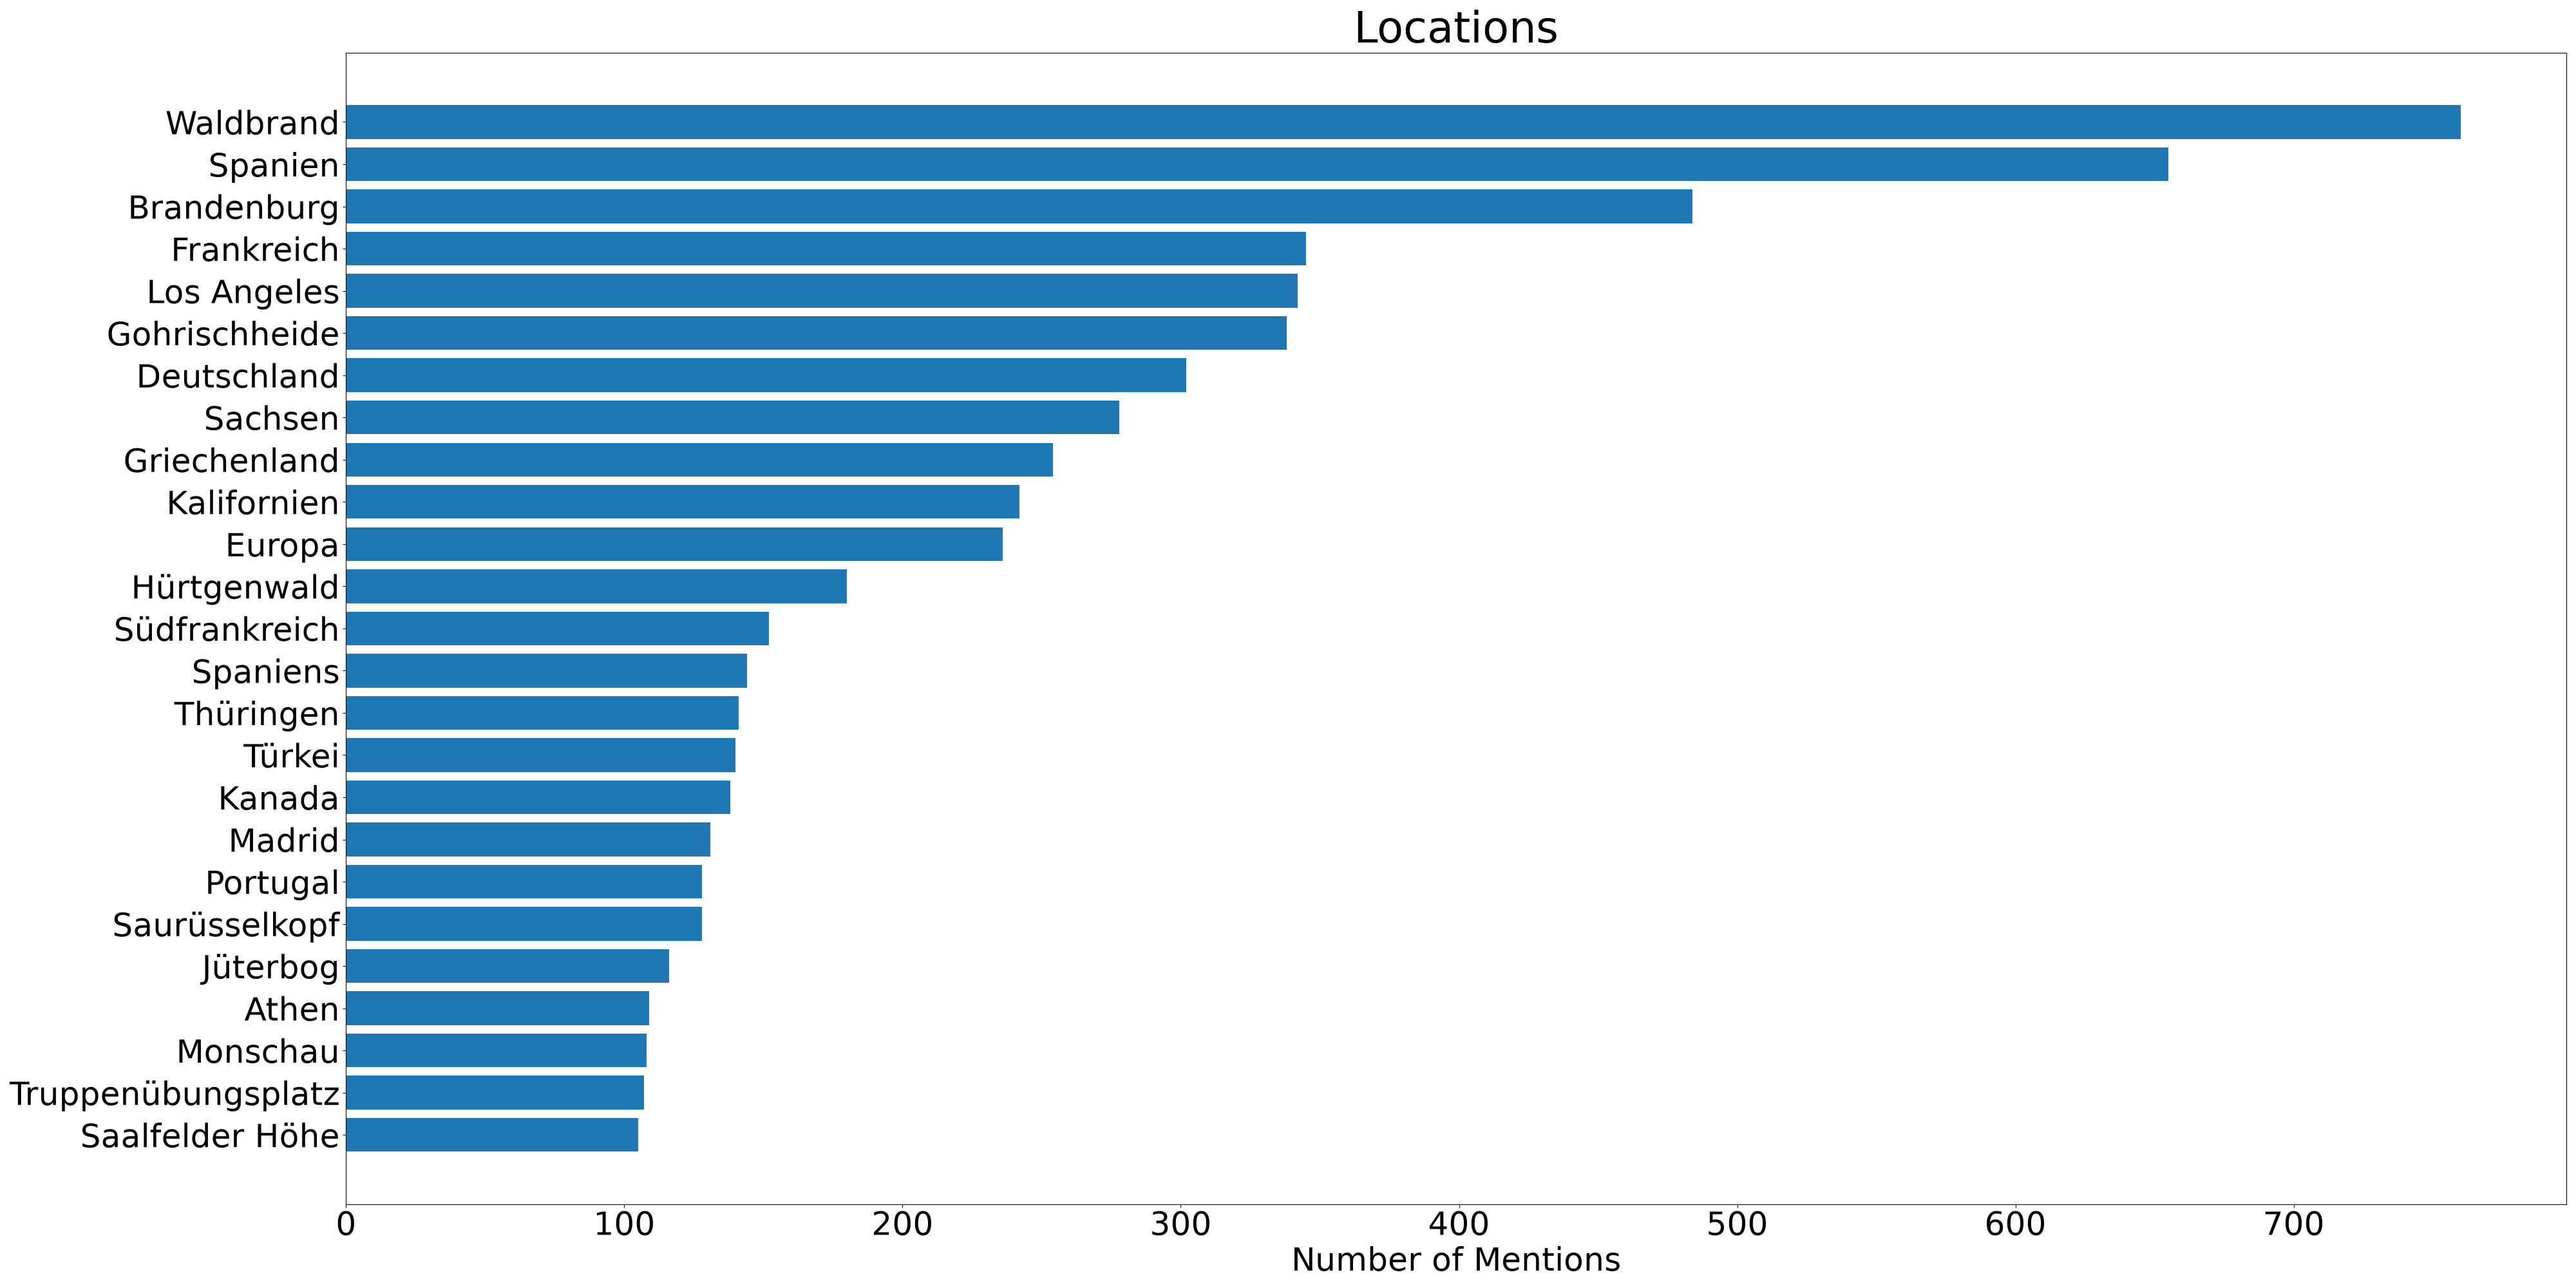 Locations
Waldbrand
Spanien
Brandenburg
Frankreich
Los Angeles
Gohrischheide
Deutschland
Sachsen
Griechenland
Kalifornien
Europa
Hürtgenwald
Südfrankreich
Spaniens
Thüringen
Türkei
Kanada
Madrid
Portugal
Saurüsselkopf
Jüterbog
Athen
Monschau
Truppenübungsplatz
Saalfelder Höhe
0 100 200 300 400 500 600 700
Number of Mentions